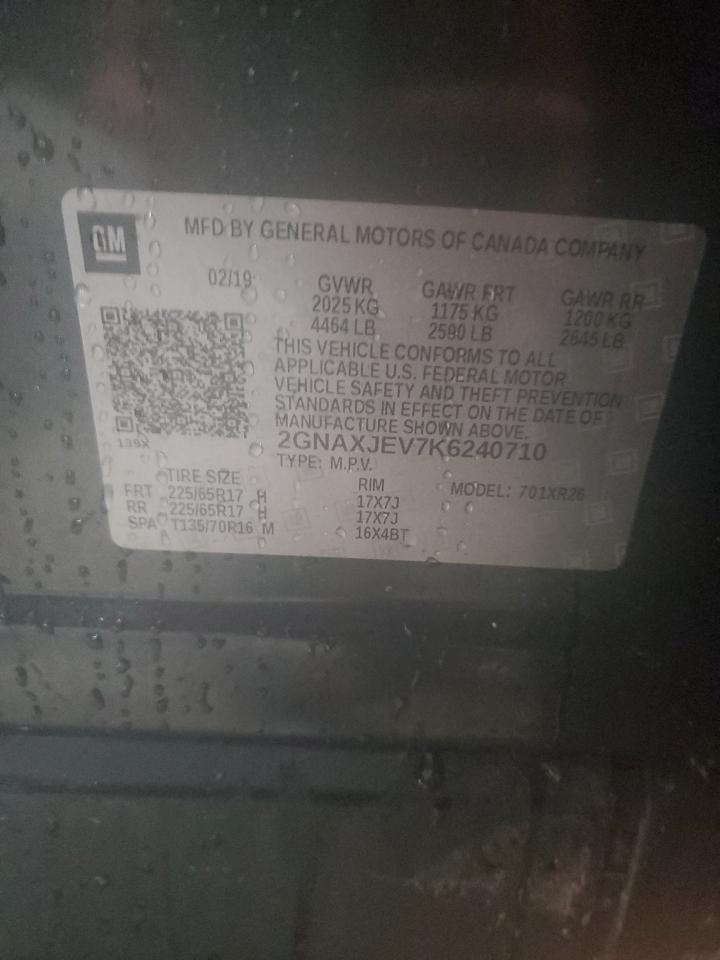 GM
MFD BY GENERAL MOTORS OF CANADA COMPANY
02/19 GVWR GAWR FRT GAWR RR
2025 KG 1175 KG 1200 KG
4464 LB 2590 LB 2645 LB
THIS VEHICLE CONFORMS TO ALL
APPLICABLE U.S. FEDERAL MOTOR
VEHICLE SAFETY AND THEFT PREVENTION
STANDARDS IN EFFECT ON THE DATE OF
MANUFACTURE SHOWN ABOVE.
139X
2GNAXJEV7K6240710
TYPE: M.P.V.
MODEL: 701XR26
TIRE SIZE RIM
FRT 225/65R17 H 17X7J
RR 225/65R17 H 17X7J
SPA T135/70R16 M 16X4BT